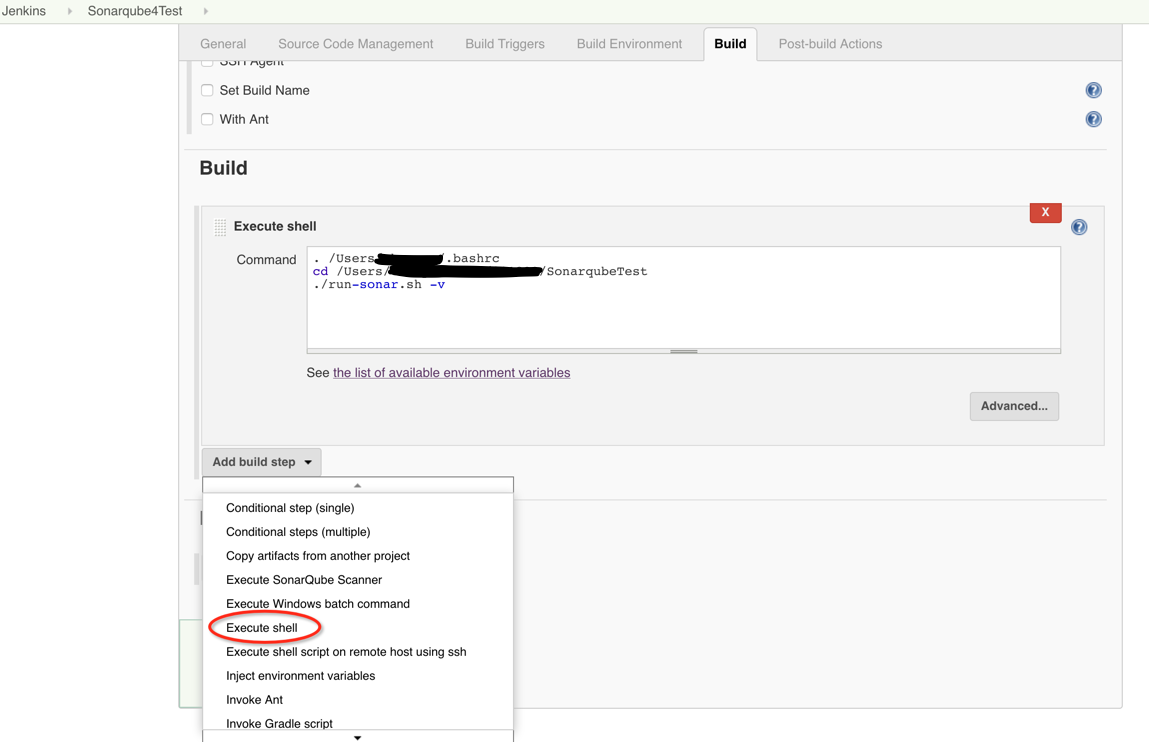 Jenkins Sonarqube4Test
General Source Code Management Build Triggers Build Environment Build Post-build Actions
SSH Agent
Set Build Name
With Ant
Build
X
Execute shell
Command
. /Users /.bashrc
cd /Users/ /SonarqubeTest
./run-sonar.sh -v
See the list of available environment variables
Advanced...
Add build step
Conditional step (single)
Conditional steps (multiple)
Copy artifacts from another project
Execute SonarQube Scanner
Execute Windows batch command
Execute shell
Execute shell script on remote host using ssh
Inject environment variables
Invoke Ant
Invoke Gradle script